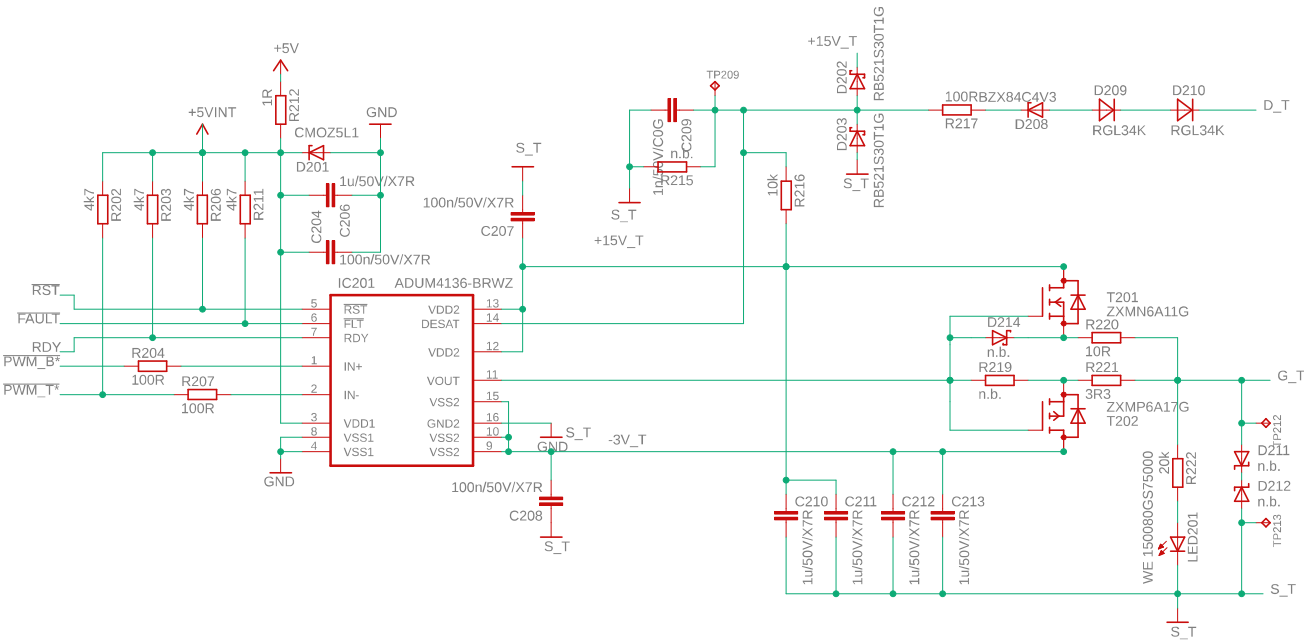 +5V
1R
R212
+5VINT
GND
CMOZ5L1
D201
4k7
R202
4k7
R203
4k7
R206
4k7
R211
1u/50V/X7R
C204
C206
100n/50V/X7R
S_T
100n/50V/X7R
C207
TP209
1n/50V/C0G
C209
n.b.
R215
S_T
+15V_T
+15V_T
D202
RB521S30T1G
D203
RB521S30T1G
S_T
100R
R217
BZX84C4V3
D208
D209
RGL34K
D210
RGL34K
D_T
10k
R216
IC201
ADUM4136-BRWZ
RST
FAULT
RDY
PWM_B*
PWM_T*
R204
100R
R207
100R
5
RST
6
FLT
7
RDY
1
IN+
2
IN-
3
VDD1
8
VSS1
4
VSS1
VDD2
13
DESAT
14
VDD2
12
VOUT
11
VSS2
15
GND2
16
VSS2
10
VSS2
9
GND
S_T
GND
-3V_T
100n/50V/X7R
C208
S_T
T201
ZXMN6A11G
D214
n.b.
R220
10R
R219
n.b.
R221
3R3
ZXMP6A17G
T202
G_T
TP212
D211
n.b.
D212
n.b.
TP213
20k
R222
WE 150080GS75000
LED201
C210
1u/50V/X7R
C211
1u/50V/X7R
C212
1u/50V/X7R
C213
1u/50V/X7R
S_T
S_T